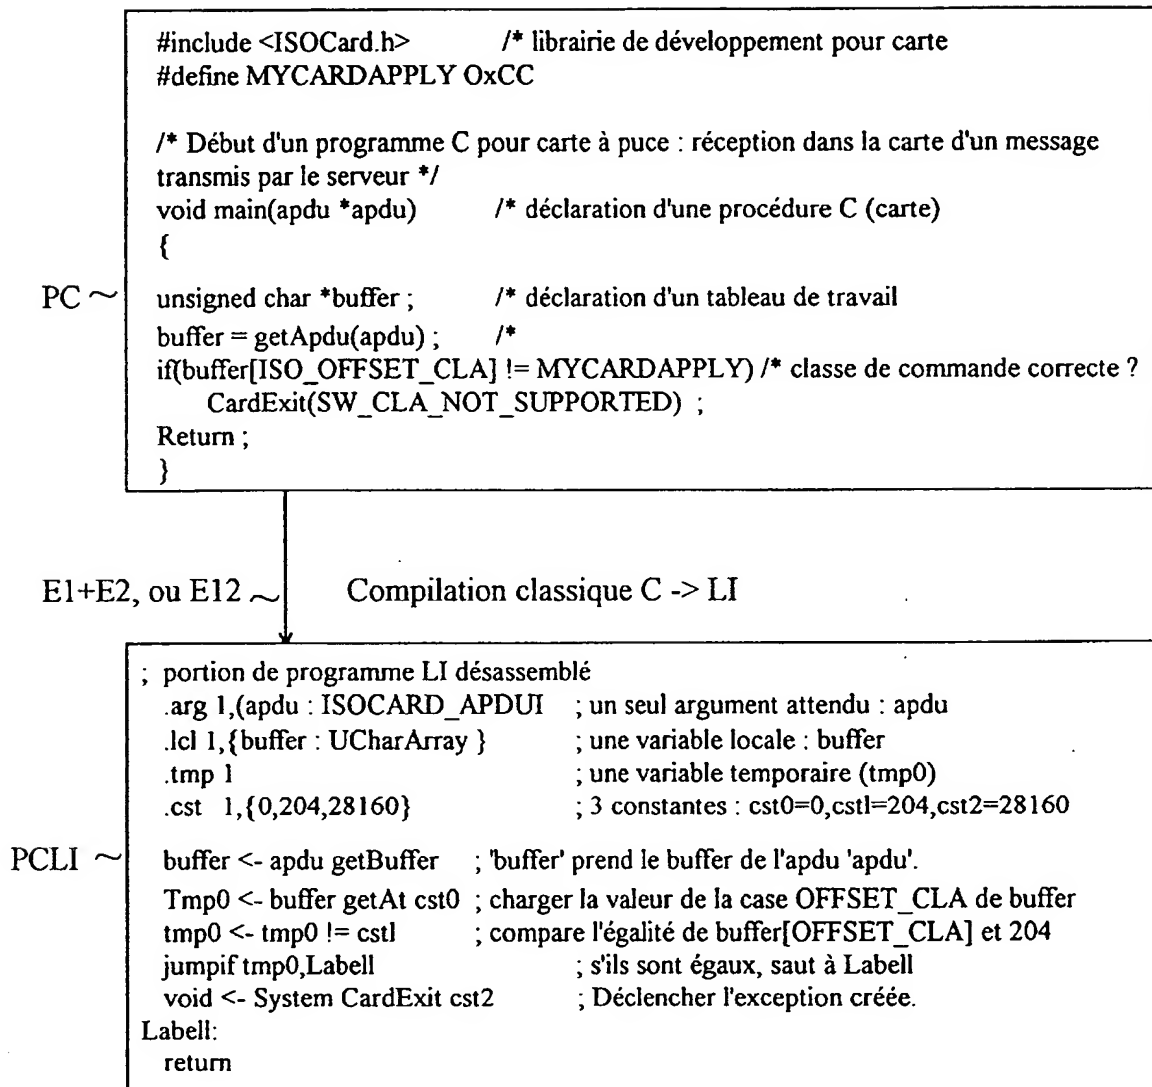 #include <ISOCard.h> /* librairie de développement pour carte
#define MYCARDAPPLY OxCC
/* Début d'un programme C pour carte à puce : réception dans la carte d'un message
transmis par le serveur */
void main(apdu *apdu) /* déclaration d'une procédure C (carte)
{
PC ~ unsigned char *buffer ; /* déclaration d'un tableau de travail
buffer = getApdu(apdu) ; /*
if(buffer[ISO_OFFSET_CLA] != MYCARDAPPLY) /* classe de commande correcte ?
CardExit(SW_CLA_NOT_SUPPORTED) ;
Return ;
}
E1+E2, ou E12 ~ Compilation classique C -> LI
; portion de programme LI désassemblé
.arg 1,(apdu : ISOCARD_APDUI ; un seul argument attendu : apdu
.lcl 1,{buffer : UCharArray } ; une variable locale : buffer
.tmp 1 ; une variable temporaire (tmp0)
.cst 1,{0,204,28160} ; 3 constantes : cst0=0,cstl=204,cst2=28160
PCLI ~ buffer <- apdu getBuffer ; 'buffer' prend le buffer de l'apdu 'apdu'.
Tmp0 <- buffer getAt cst0 ; charger la valeur de la case OFFSET_CLA de buffer
tmp0 <- tmp0 != cstl ; compare l'égalité de buffer[OFFSET_CLA] et 204
jumpif tmp0,Labell ; s'ils sont égaux, saut à Labell
void <- System CardExit cst2 ; Déclencher l'exception créée.
Labell:
return